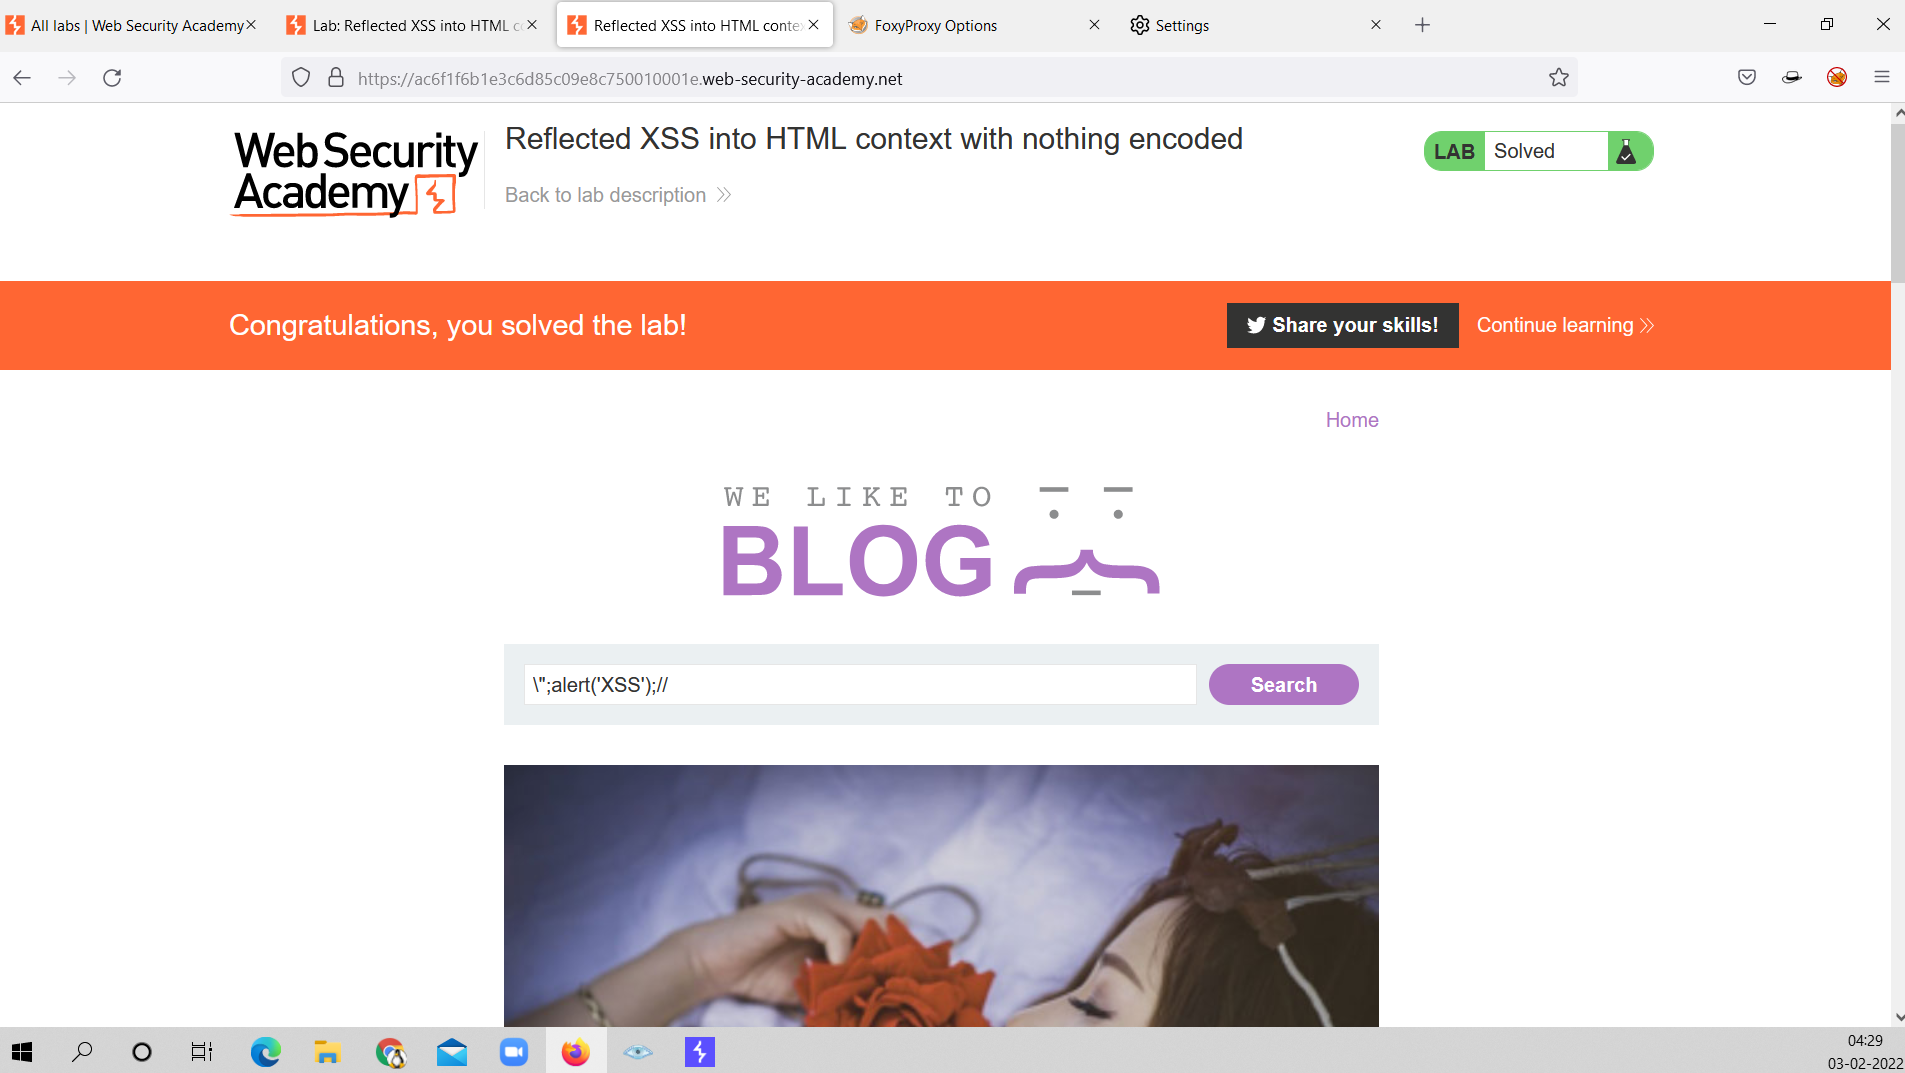 All labs | Web Security Academy
Lab: Reflected XSS into HTML c
Reflected XSS into HTML conte
FoxyProxy Options
Settings
https://ac6f1f6b1e3c6d85c09e8c750010001e.web-security-academy.net
Web Security
Academy
Reflected XSS into HTML context with nothing encoded
Back to lab description
LAB Solved
Congratulations, you solved the lab!
Share your skills!
Continue learning
Home
WE LIKE TO
BLOG
\";alert('XSS');//
Search
04:29
03-02-2022